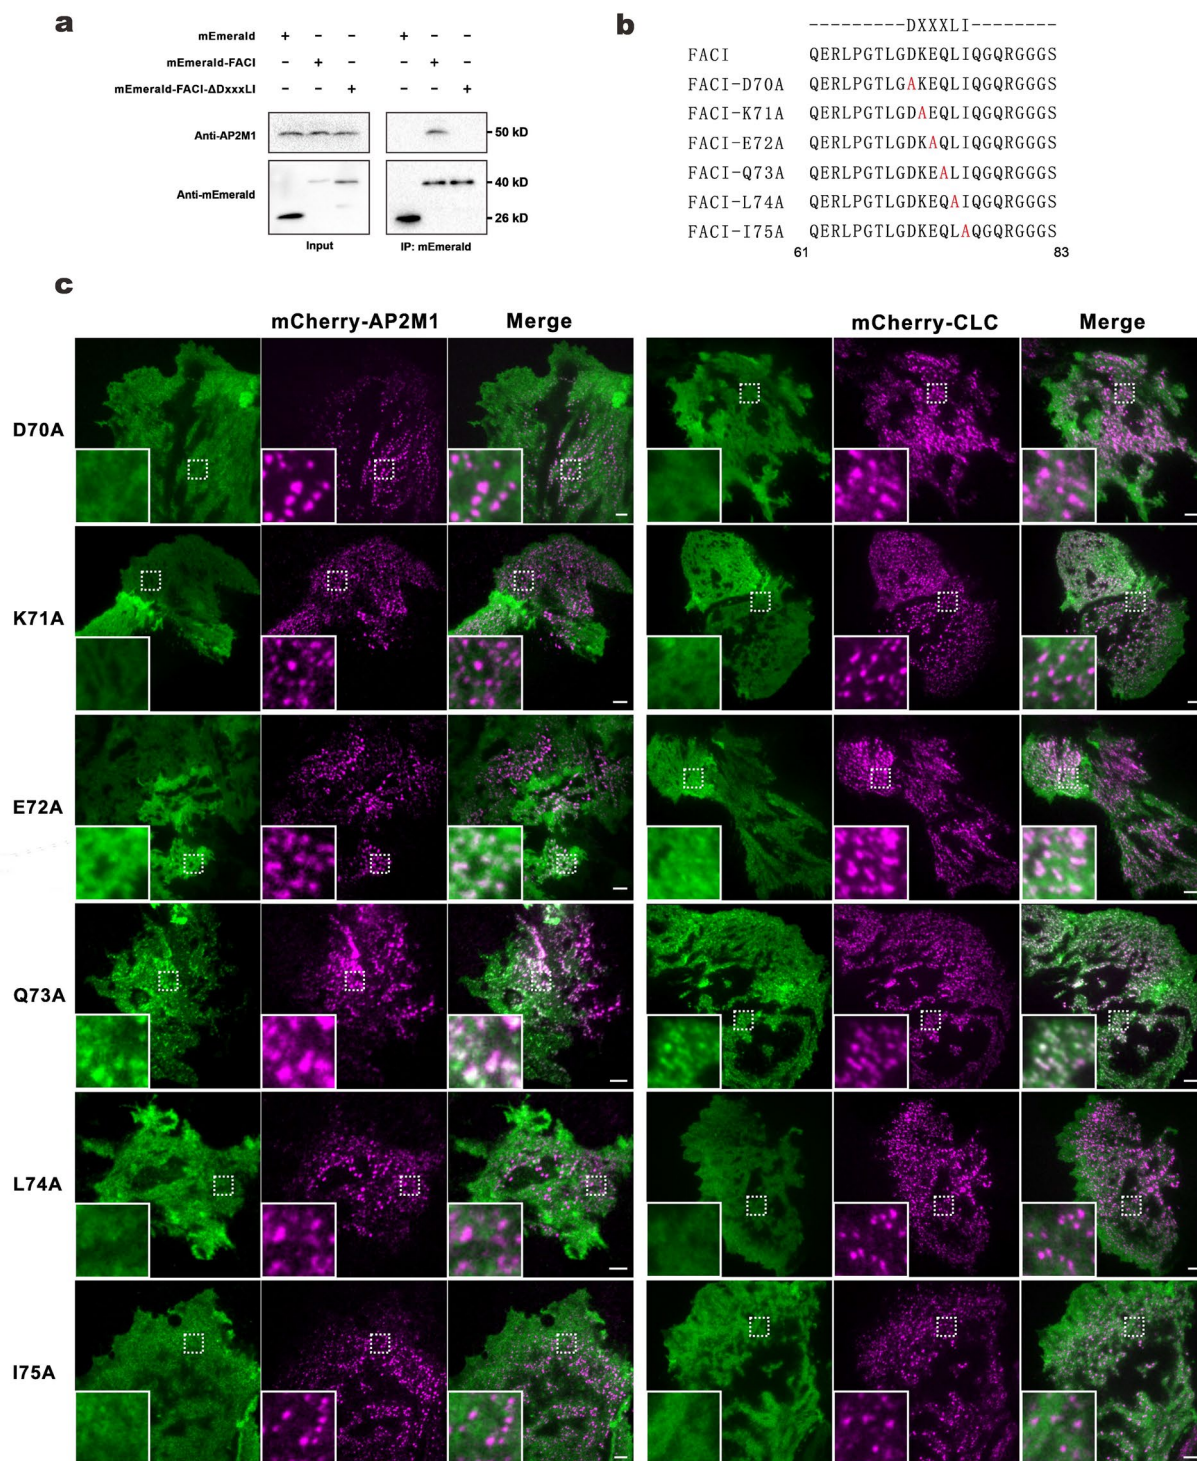 a
mEmerald + – – + – –
mEmerald-FACI – + – – + –
mEmerald-FACI-ΔDxxxLI – – + – – +
Anti-AP2M1
50 kD
Anti-mEmerald
40 kD
26 kD
Input
IP: mEmerald
b
---------DXXXLI--------
FACI QERLPGTLGDKEQLIQGQRGGGS
FACI-D70A QERLPGTLGAKEQLIQGQRGGGS
FACI-K71A QERLPGTLGDAEQLIQGQRGGGS
FACI-E72A QERLPGTLGDKAQLIQGQRGGGS
FACI-Q73A QERLPGTLGDKEALIQGQRGGGS
FACI-L74A QERLPGTLGDKEQAIQGQRGGGS
FACI-I75A QERLPGTLGDKEQLAQGQRGGGS
61 83
c
mCherry-AP2M1 Merge mCherry-CLC Merge
D70A
K71A
E72A
Q73A
L74A
I75A